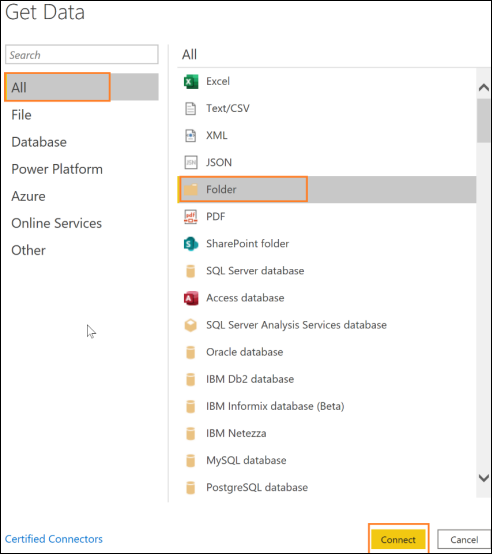 Get Data
Search
All
File
Database
Power Platform
Azure
Online Services
Other
All
Excel
Text/CSV
XML
JSON
Folder
PDF
SharePoint folder
SQL Server database
Access database
SQL Server Analysis Services database
Oracle database
IBM Db2 database
IBM Informix database (Beta)
IBM Netezza
MySQL database
PostgreSQL database
Certified Connectors
Connect
Cancel